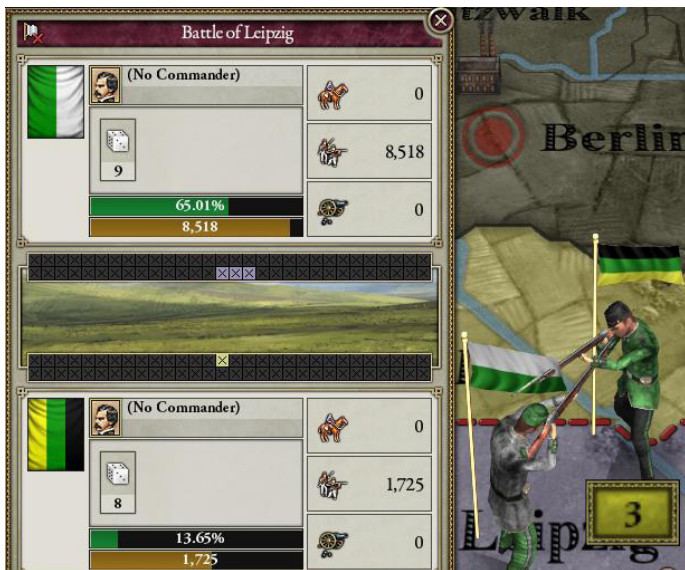 Battle of Leipzig
(No Commander)
0
8,518
9
0
65.01%
8,518
(No Commander)
0
1,725
8
0
13.65%
1,725
Berlin
3
Leipzig